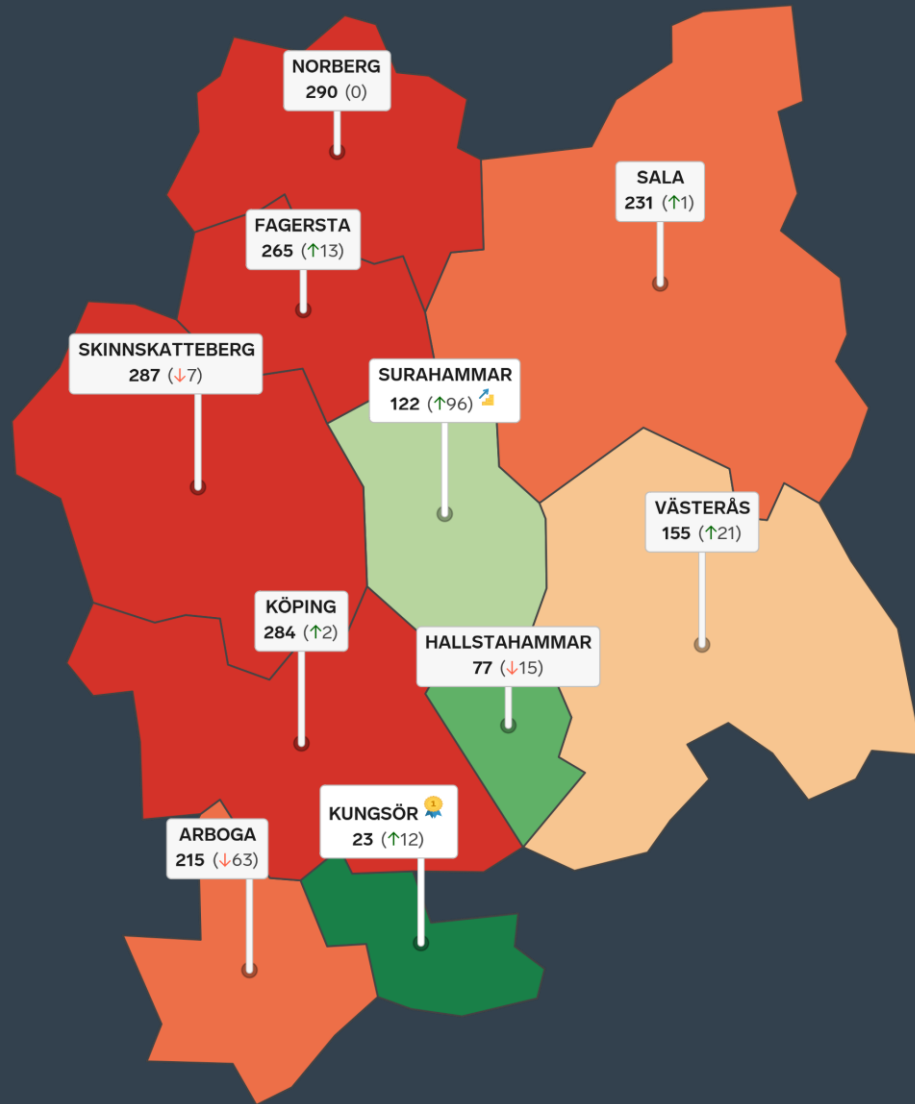 NORBERG
290 (0)
SALA
231 (↑1)
FAGERSTA
265 (↑13)
SKINNSKATTEBERG
287 (↓7)
SURAHAMMAR
122 (↑96)
VÄSTERÅS
155 (↑21)
KÖPING
284 (↑2)
HALLSTAHAMMAR
77 (↓15)
KUNGSÖR 1
23 (↑12)
ARBOGA
215 (↓63)